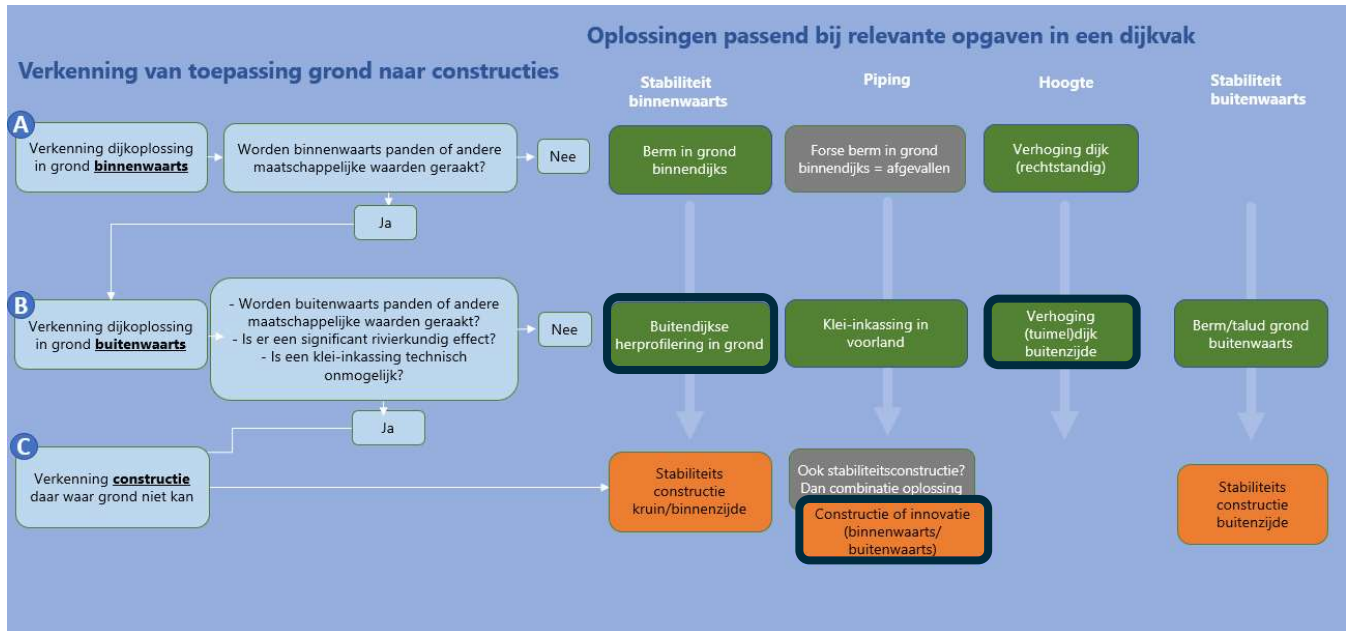 Oplossingen passend bij relevante opgaven in een dijkvak
Verkenning van toepassing grond naar constructies
Stabiliteit
binnenwaarts
Piping
Hoogte
Stabiliteit
buitenwaarts
A
Verkenning dijkoplossing
in grond binnenwaarts
Worden binnenwaarts panden of andere
maatschappelijke waarden geraakt?
Nee
Berm in grond
binnendijks
Forse berm in grond
binnendijks = afgevallen
Verhoging dijk
(rechtstandig)
Ja
B
Verkenning dijkoplossing
in grond buitenwaarts
- Worden buitenwaarts panden of andere
maatschappelijke waarden geraakt?
- Is er een significant rivierkundig effect?
- Is een klei-inkassing technisch
onmogelijk?
Nee
Buitendijkse
herprofilering in grond
Klei-inkassing in
voorland
Verhoging
(tuimel)dijk
buitenzijde
Berm/talud grond
buitenwaarts
Ja
C
Verkenning constructie
daar waar grond niet kan
Stabiliteits
constructie
kruin/binnenzijde
Ook stabiliteitsconstructie?
Dan combinatie oplossing
Constructie of innovatie
(binnenwaarts/
buitenwaarts)
Stabiliteits
constructie
buitenzijde